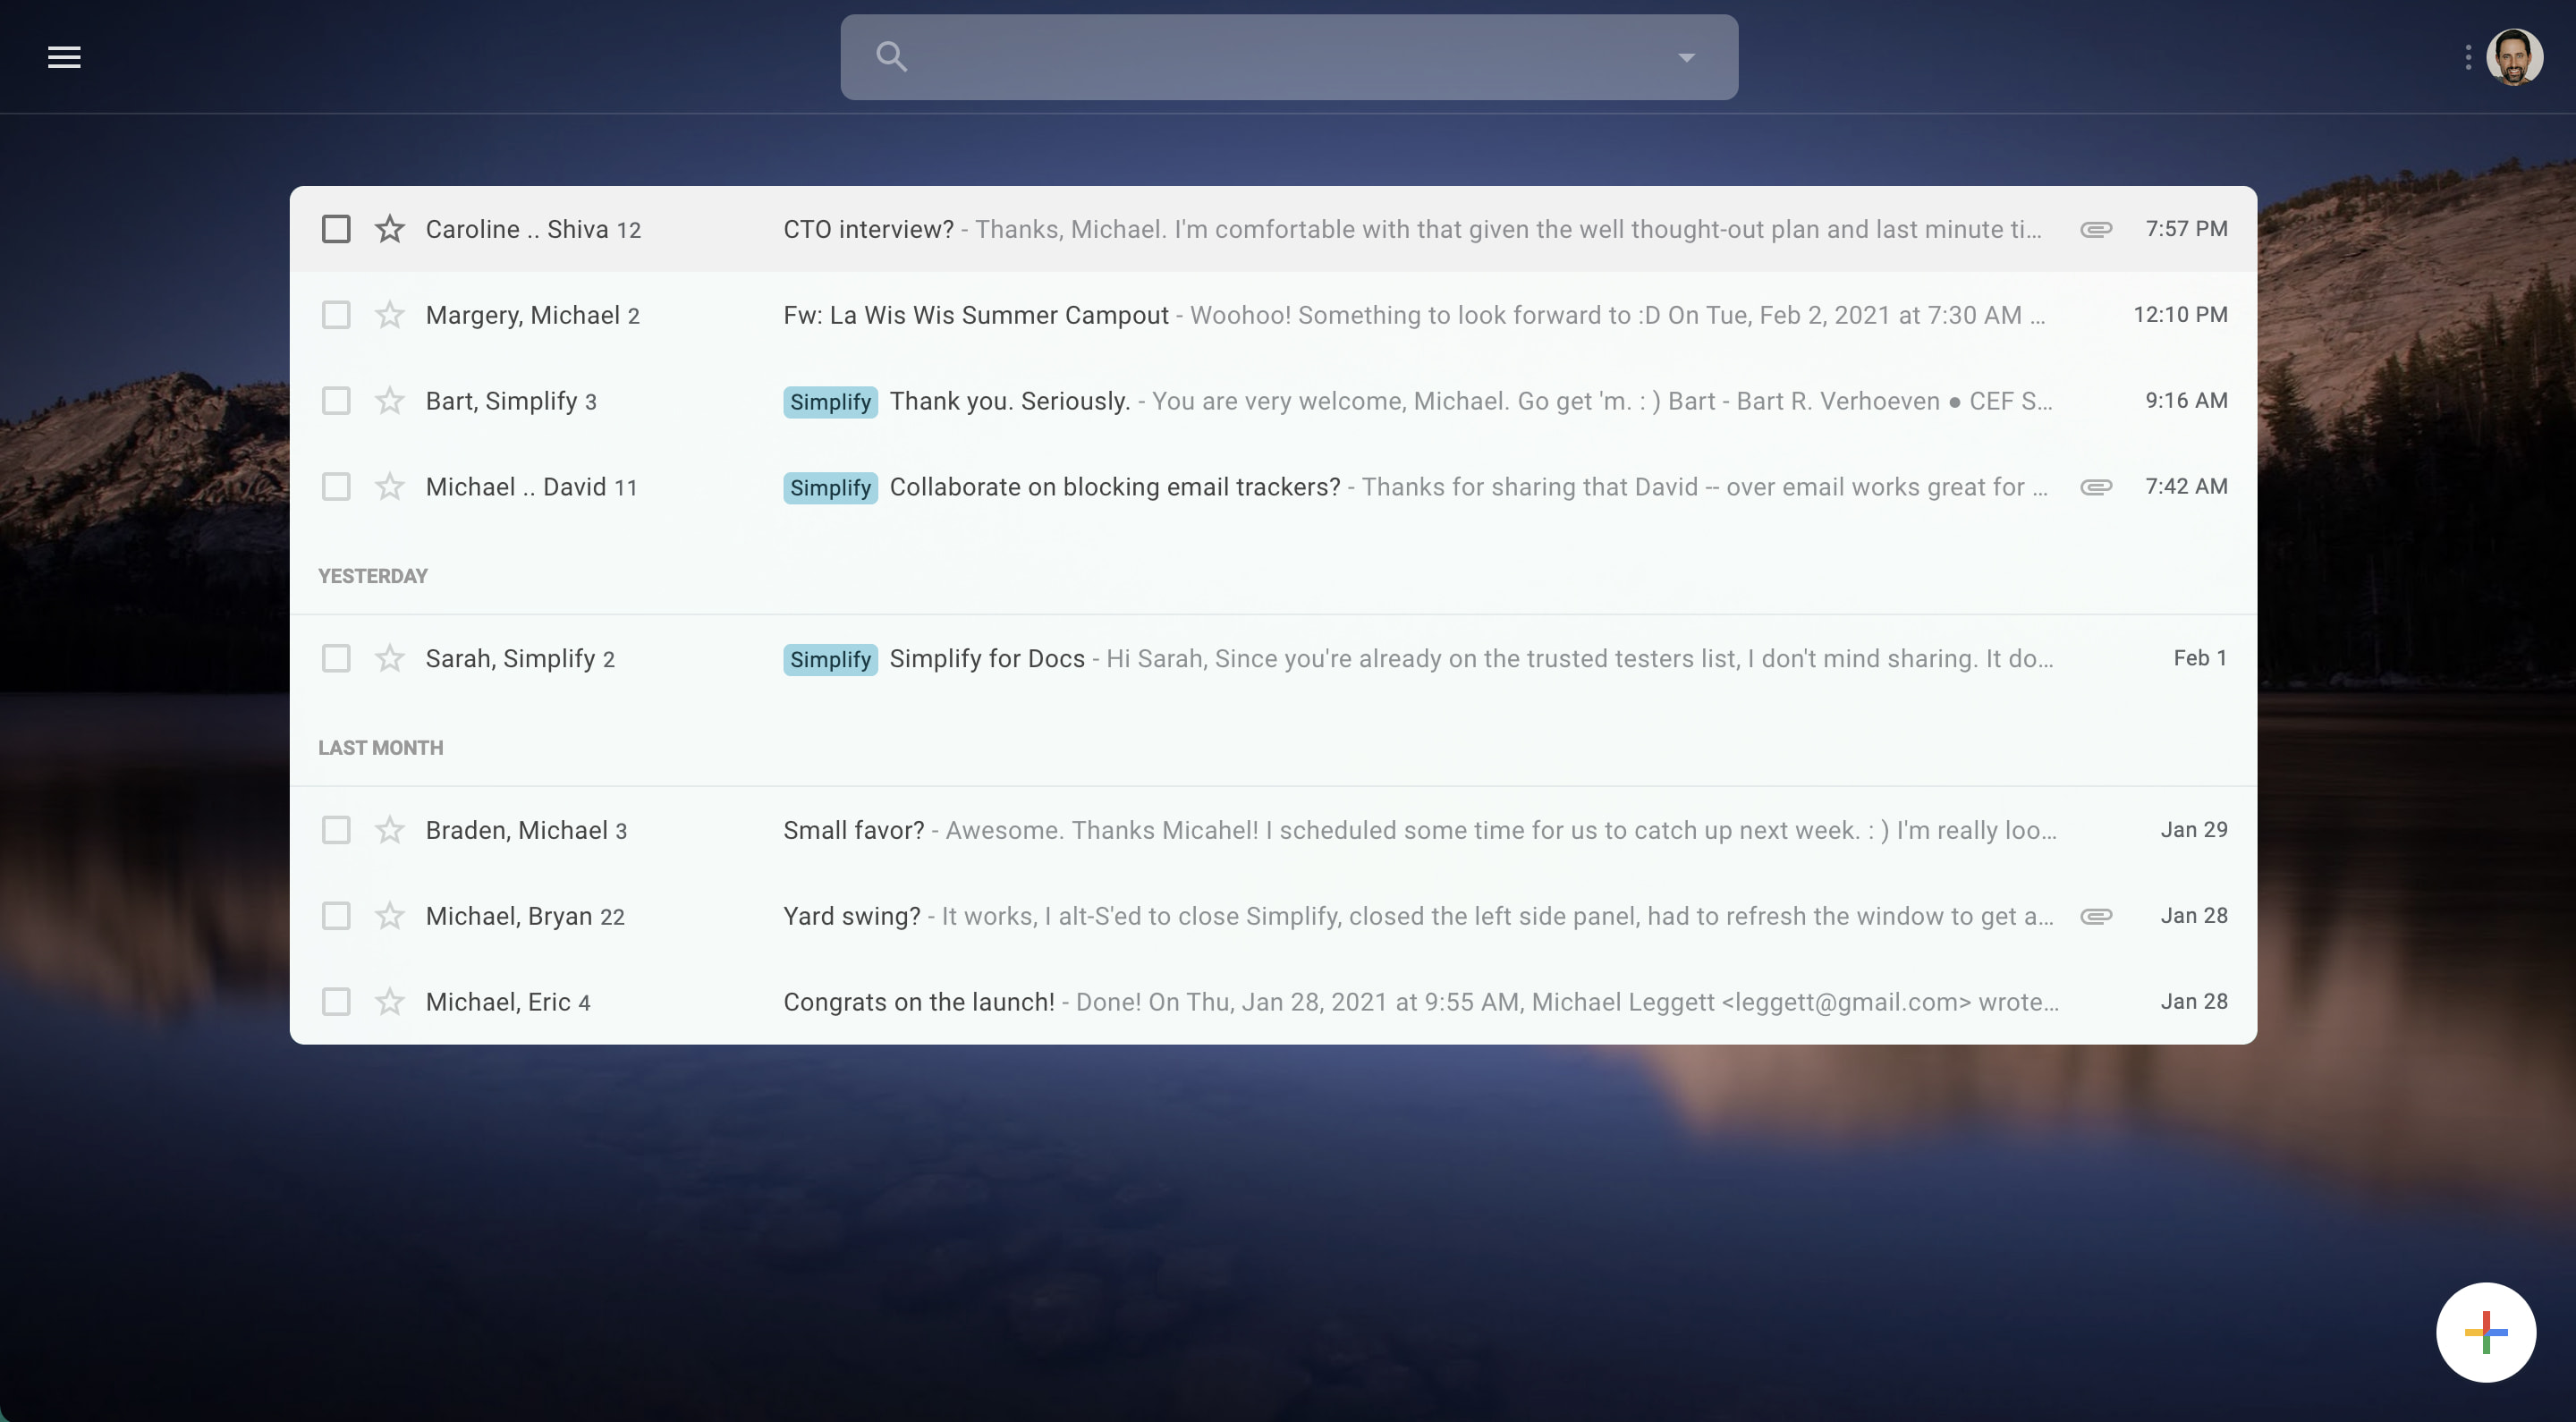 Caroline .. Shiva 12 CTO interview? - Thanks, Michael. I'm comfortable with that given the well thought-out plan and last minute ti... 7:57 PM
Margery, Michael 2 Fw: La Wis Wis Summer Campout - Woohoo! Something to look forward to :D On Tue, Feb 2, 2021 at 7:30 AM ... 12:10 PM
Bart, Simplify 3 Simplify Thank you. Seriously. - You are very welcome, Michael. Go get 'm. : ) Bart - Bart R. Verhoeven ● CEF S... 9:16 AM
Michael .. David 11 Simplify Collaborate on blocking email trackers? - Thanks for sharing that David -- over email works great for ... 7:42 AM
YESTERDAY
Sarah, Simplify 2 Simplify Simplify for Docs - Hi Sarah, Since you're already on the trusted testers list, I don't mind sharing. It do... Feb 1
LAST MONTH
Braden, Michael 3 Small favor? - Awesome. Thanks Micahel! I scheduled some time for us to catch up next week. : ) I'm really loo... Jan 29
Michael, Bryan 22 Yard swing? - It works, I alt-S'ed to close Simplify, closed the left side panel, had to refresh the window to get a... Jan 28
Michael, Eric 4 Congrats on the launch! - Done! On Thu, Jan 28, 2021 at 9:55 AM, Michael Leggett <leggett@gmail.com> wrote... Jan 28